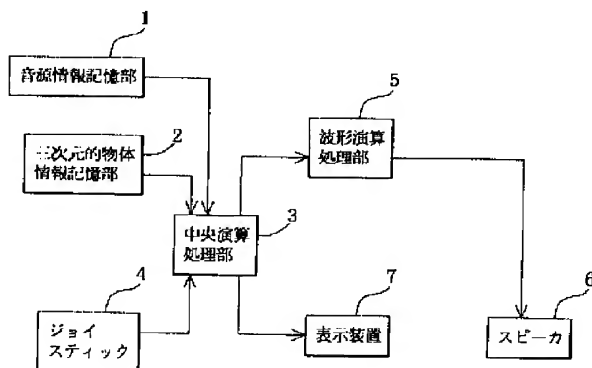 1
音源情報記憶部
2
三次元的物体
情報記憶部
5
波形演算
処理部
3
中央演算
処理部
4
ジョイ
スティック
7
表示装置
6
スピーカ